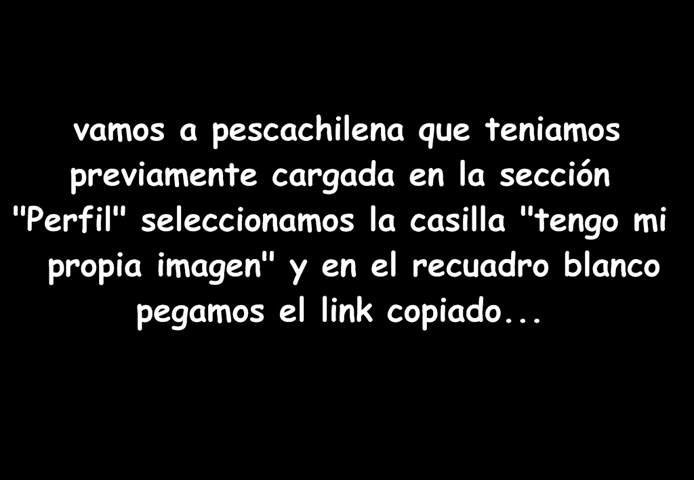 vamos a pescachilena que teniamos
previamente cargada en la sección
"Perfil" seleccionamos la casilla "tengo mi
propia imagen" y en el recuadro blanco
pegamos el link copiado...